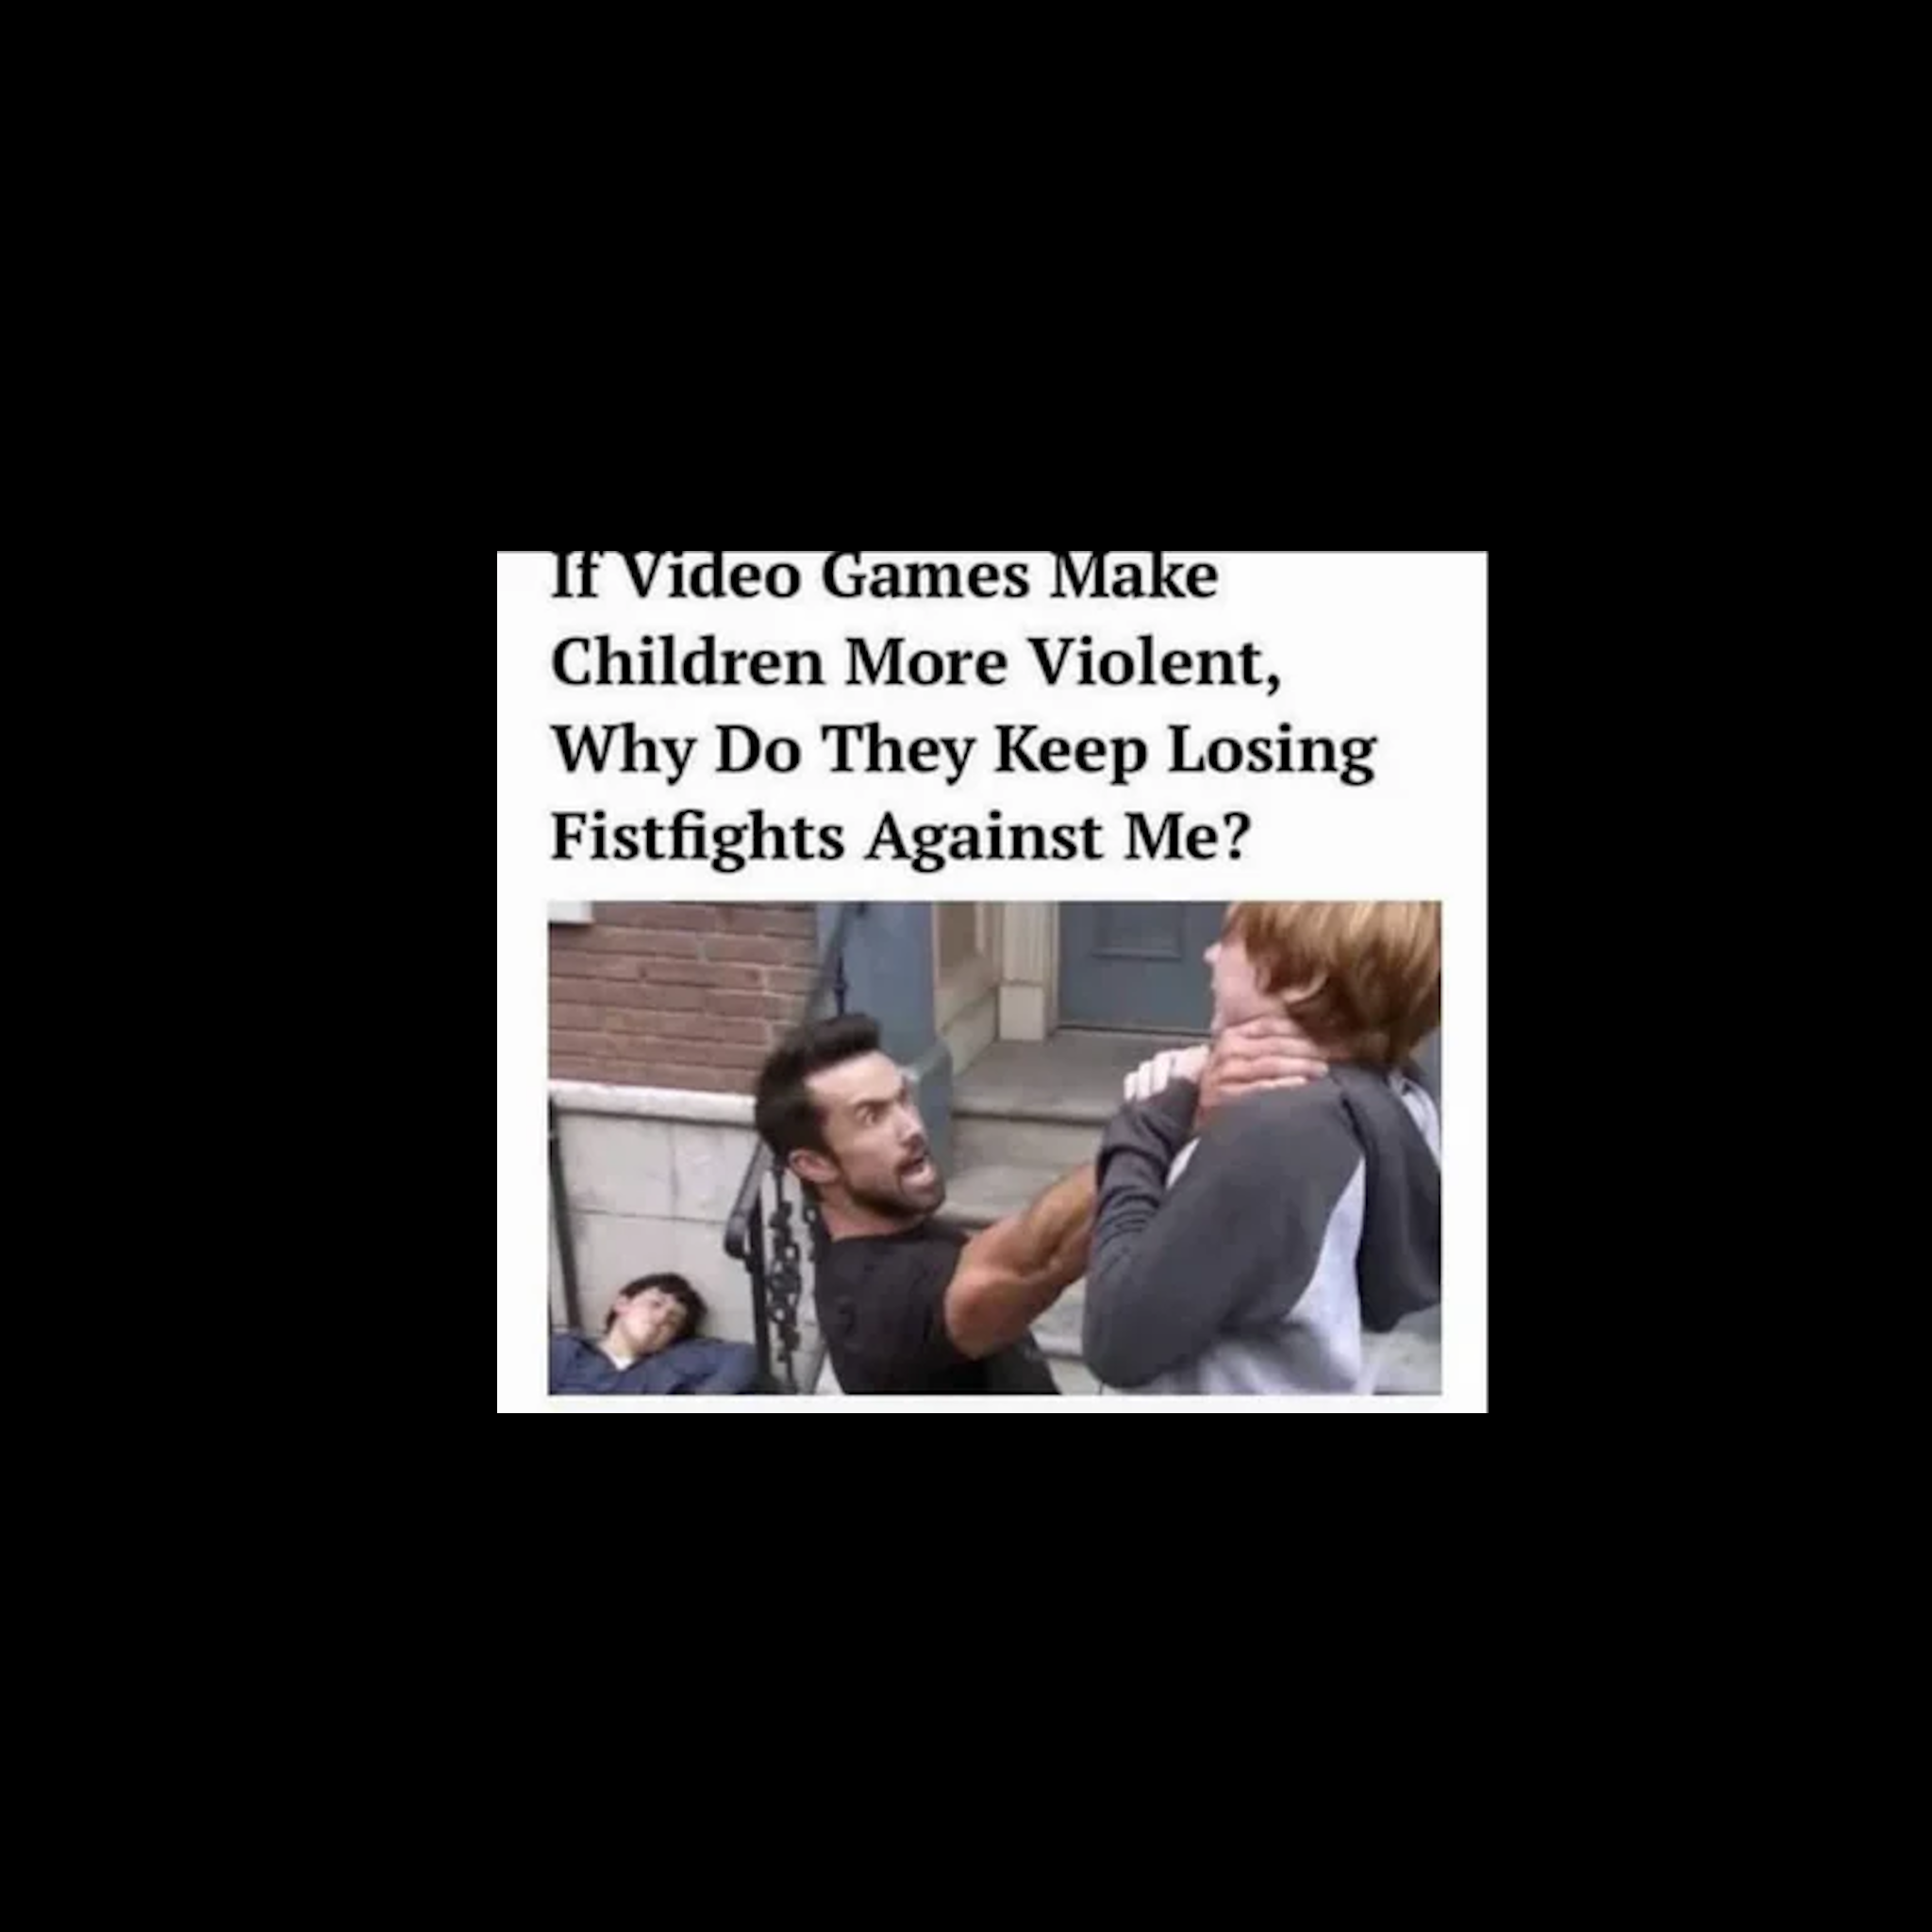 If Video Games Make
Children More Violent,
Why Do They Keep Losing
Fistfights Against Me?